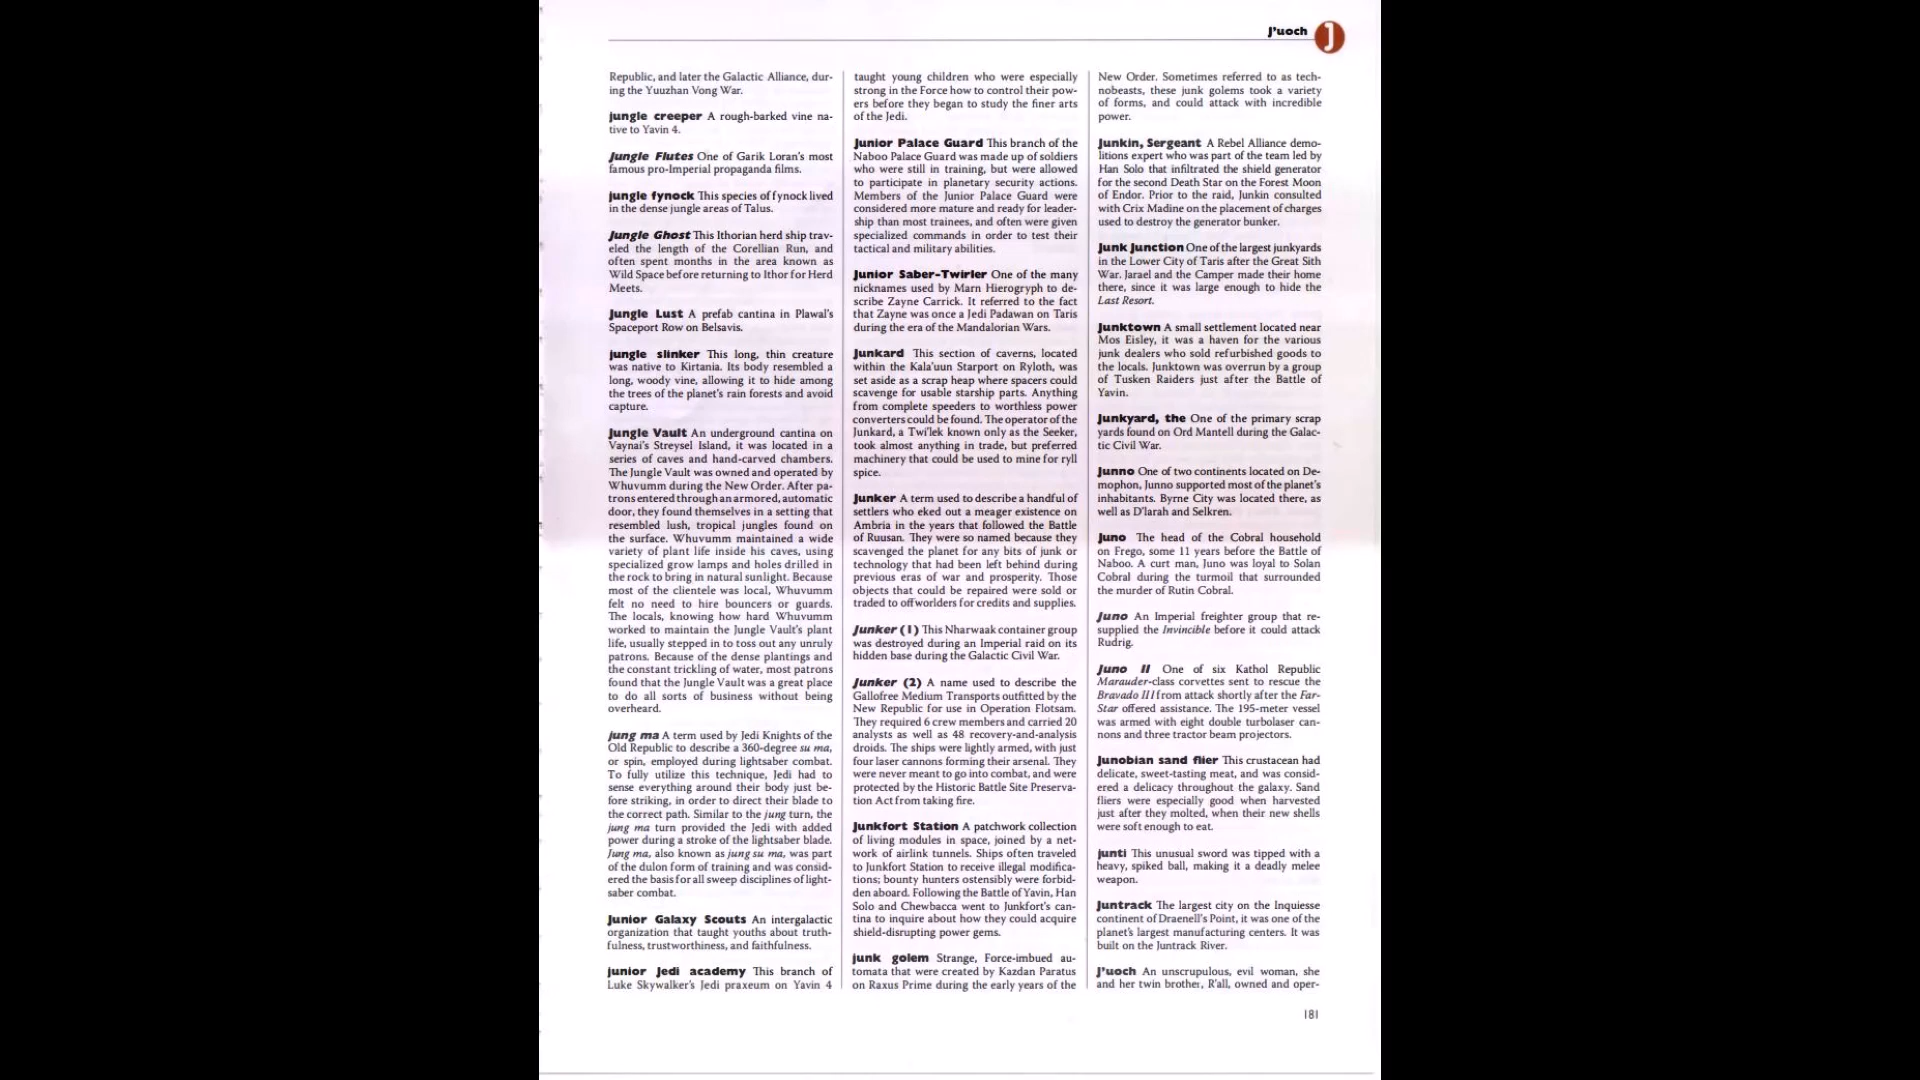 J'uoch J
Republic, and later the Galactic Alliance, dur-
ing the Yuuzhan Vong War.
jungle creeper A rough-barked vine na-
tive to Yavin 4.
Jungle Flutes One of Garik Loran's most
famous pro-Imperial propaganda films.
jungle fynock This species of fynock lived
in the dense jungle areas of Talus.
Jungle Ghost This Ithorian herd ship trav-
eled the length of the Corellian Run, and
often spent months in the area known as
Wild Space before returning to Ithor for Herd
Meets.
Jungle Lust A prefab cantina in Plawal's
Spaceport Row on Belsavis.
jungle slinker This long, thin creature
was native to Kirtania. Its body resembled a
long, woody vine, allowing it to hide among
the trees of the planet's rain forests and avoid
capture.
Jungle Vault An underground cantina on
Vaynai's Streysel Island, it was located in a
series of caves and hand-carved chambers.
The Jungle Vault was owned and operated by
Whuvumm during the New Order. After pa-
trons entered through an armored, automatic
door, they found themselves in a setting that
resembled lush, tropical jungles found on
the surface. Whuvumm maintained a wide
variety of plant life inside his caves, using
specialized grow lamps and holes drilled in
the rock to bring in natural sunlight. Because
most of the clientele was local, Whuvumm
felt no need to hire bouncers or guards.
The locals, knowing how hard Whuvumm
worked to maintain the Jungle Vault's plant
life, usually stepped in to toss out any unruly
patrons. Because of the dense plantings and
the constant trickling of water, most patrons
found that the Jungle Vault was a great place
to do all sorts of business without being
overheard.
jung ma A term used by Jedi Knights of the
Old Republic to describe a 360-degree su ma,
or spin, employed during lightsaber combat.
To fully utilize this technique, Jedi had to
sense everything around their body just be-
fore striking, in order to direct their blade to
the correct path. Similar to the jung turn, the
jung ma turn provided the Jedi with added
power during a stroke of the lightsaber blade.
Jung ma, also known as jung su ma, was part
of the dulon form of training and was consid-
ered the basis for all sweep disciplines of light-
saber combat.
Junior Galaxy Scouts An intergalactic
organization that taught youths about truth-
fulness, trustworthiness, and faithfulness.
junior Jedi academy This branch of
Luke Skywalker's Jedi praxeum on Yavin 4
taught young children who were especially
strong in the Force how to control their pow-
ers before they began to study the finer arts
of the Jedi.
Junior Palace Guard This branch of the
Naboo Palace Guard was made up of soldiers
who were still in training, but were allowed
to participate in planetary security actions.
Members of the Junior Palace Guard were
considered more mature and ready for leader-
ship than most trainees, and often were given
specialized commands in order to test their
tactical and military abilities.
Junior Saber-Twirler One of the many
nicknames used by Marn Hierogryph to de-
scribe Zayne Carrick. It referred to the fact
that Zayne was once a Jedi Padawan on Taris
during the era of the Mandalorian Wars.
Junkard This section of caverns, located
within the Kala'uun Starport on Ryloth, was
set aside as a scrap heap where spacers could
scavenge for usable starship parts. Anything
from complete speeders to worthless power
converters could be found. The operator of the
Junkard, a Twi'lek known only as the Seeker,
took almost anything in trade, but preferred
machinery that could be used to mine for ryll
spice.
Junker A term used to describe a handful of
settlers who eked out a meager existence on
Ambria in the years that followed the Battle
of Ruusan. They were so named because they
scavenged the planet for any bits of junk or
technology that had been left behind during
previous eras of war and prosperity. Those
objects that could be repaired were sold or
traded to offworlders for credits and supplies.
Junker (1) This Nharwaak container group
was destroyed during an Imperial raid on its
hidden base during the Galactic Civil War.
Junker (2) A name used to describe the
Gallofree Medium Transports outfitted by the
New Republic for use in Operation Flotsam.
They required 6 crew members and carried 20
analysts as well as 48 recovery-and-analysis
droids. The ships were lightly armed, with just
four laser cannons forming their arsenal. They
were never meant to go into combat, and were
protected by the Historic Battle Site Preserva-
tion Act from taking fire.
Junkfort Station A patchwork collection
of living modules in space, joined by a net-
work of airlink tunnels. Ships often traveled
to Junkfort Station to receive illegal modifica-
tions; bounty hunters ostensibly were forbid-
den aboard. Following the Battle of Yavin, Han
Solo and Chewbacca went to Junkfort's can-
tina to inquire about how they could acquire
shield-disrupting power gems.
junk golem Strange, Force-imbued au-
tomata that were created by Kazdan Paratus
on Raxus Prime during the early years of the
New Order. Sometimes referred to as tech-
nobeasts, these junk golems took a variety
of forms, and could attack with incredible
power.
Junkin, Sergeant A Rebel Alliance demo-
litions expert who was part of the team led by
Han Solo that infiltrated the shield generator
for the second Death Star on the Forest Moon
of Endor. Prior to the raid, Junkin consulted
with Crix Madine on the placement of charges
used to destroy the generator bunker.
Junk Junction One of the largest junkyards
in the Lower City of Taris after the Great Sith
War. Jarael and the Camper made their home
there, since it was large enough to hide the
Last Resort.
Junktown A small settlement located near
Mos Eisley, it was a haven for the various
junk dealers who sold refurbished goods to
the locals. Junktown was overrun by a group
of Tusken Raiders just after the Battle of
Yavin.
Junkyard, the One of the primary scrap
yards found on Ord Mantell during the Galac-
tic Civil War.
Junno One of two continents located on De-
mophon, Junno supported most of the planet's
inhabitants. Byrne City was located there, as
well as D'larah and Selkren.
Juno The head of the Cobral household
on Frego, some 11 years before the Battle of
Naboo. A curt man, Juno was loyal to Solan
Cobral during the turmoil that surrounded
the murder of Rutin Cobral.
Juno An Imperial freighter group that re-
supplied the Invincible before it could attack
Rudrig.
Juno II One of six Kathol Republic
Marauder-class corvettes sent to rescue the
Bravado III from attack shortly after the Far-
Star offered assistance. The 195-meter vessel
was armed with eight double turbolaser can-
nons and three tractor beam projectors.
Junobian sand flier This crustacean had
delicate, sweet-tasting meat, and was consid-
ered a delicacy throughout the galaxy. Sand
fliers were especially good when harvested
just after they molted, when their new shells
were soft enough to eat.
junti This unusual sword was tipped with a
heavy, spiked ball, making it a deadly melee
weapon.
Juntrack The largest city on the Inquiesse
continent of Draenell's Point, it was one of the
planet's largest manufacturing centers. It was
built on the Juntrack River.
J'uoch An unscrupulous, evil woman, she
and her twin brother, R'all, owned and oper-
181